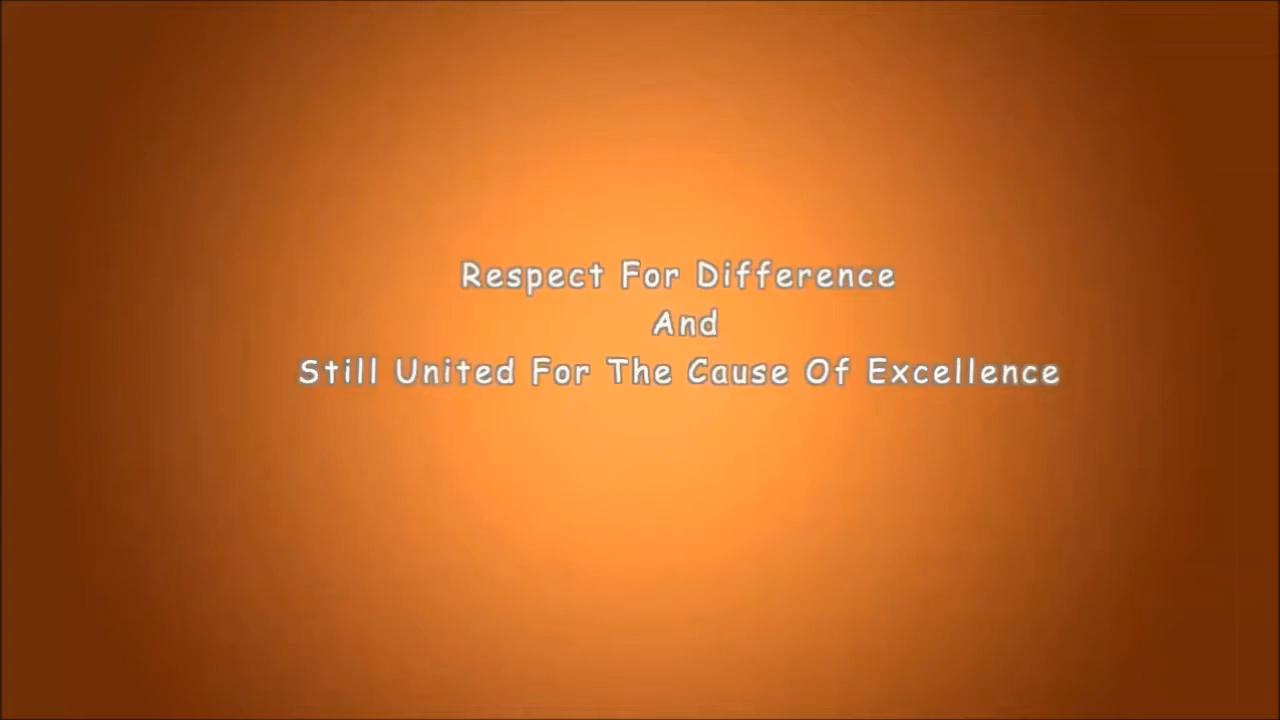 Respect For Difference
And
Still United For The Cause Of Excellence